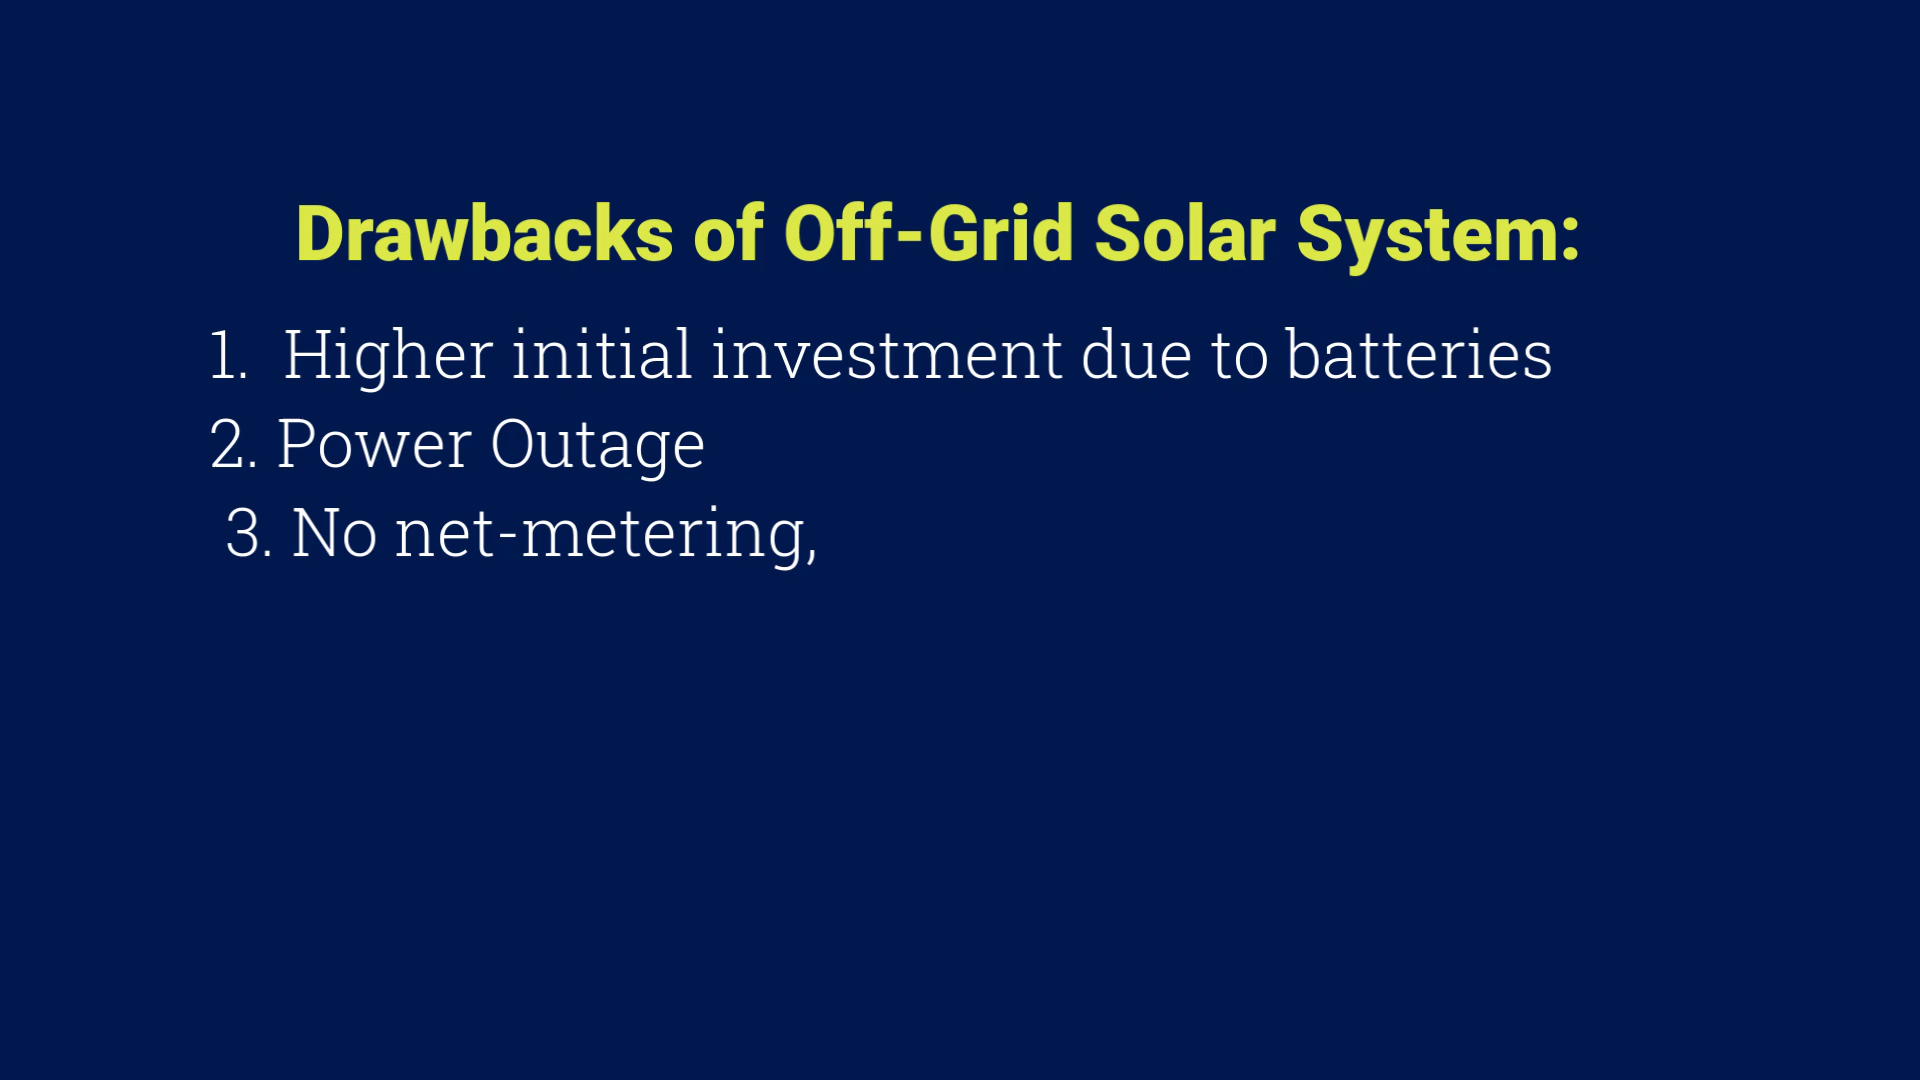 Drawbacks of Off-Grid Solar System:
1. Higher initial investment due to batteries
2. Power Outage
3. No net-metering,